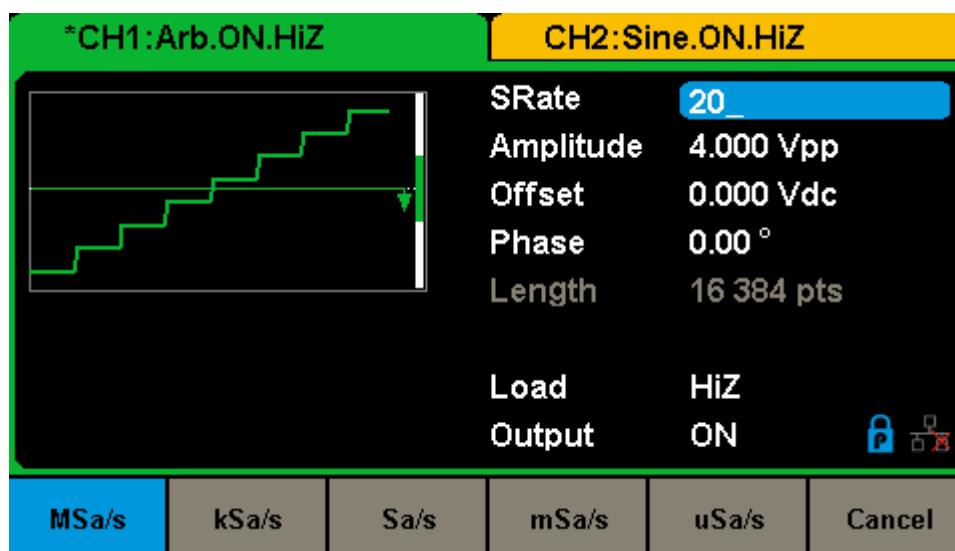 *CH1:Arb.ON.HiZ
CH2:Sine.ON.HiZ
SRate 20_
Amplitude 4.000 Vpp
Offset 0.000 Vdc
Phase 0.00 °
Length 16 384 pts
Load HiZ
Output ON
P
MSa/s kSa/s Sa/s mSa/s uSa/s Cancel